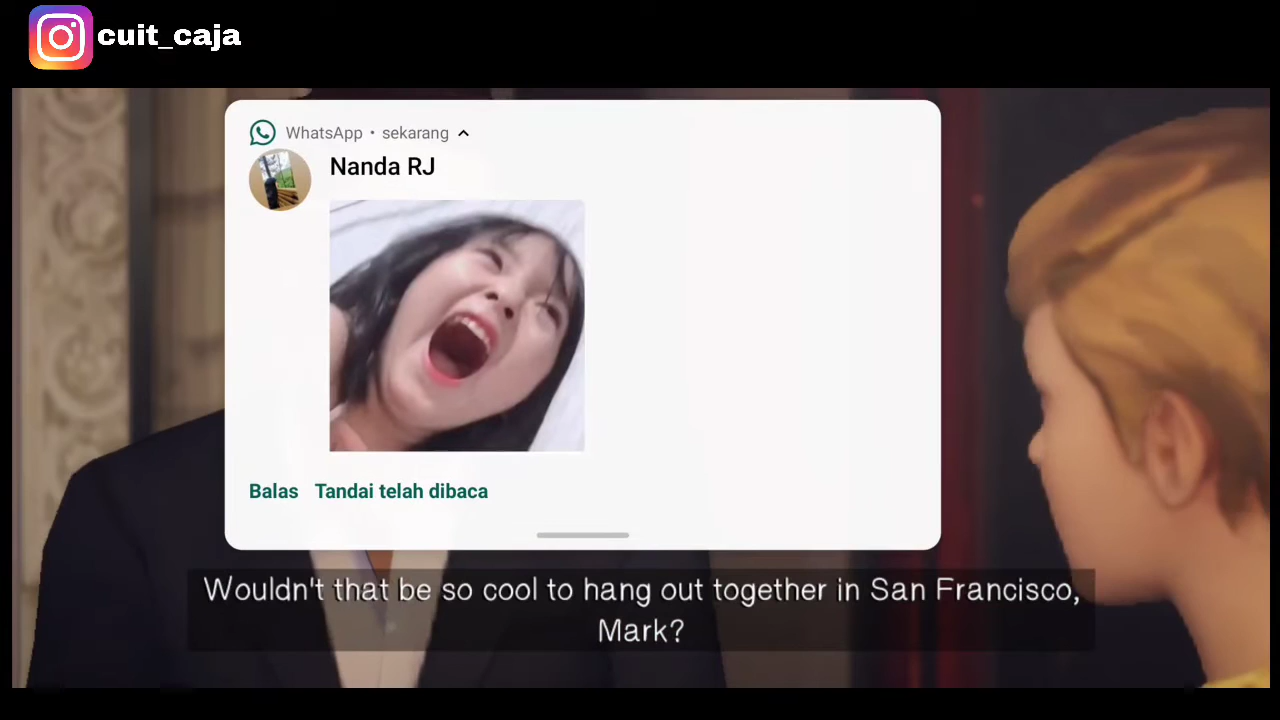 cuit_caja
WhatsApp • sekarang
Nanda RJ
Balas Tandai telah dibaca
Wouldn't that be so cool to hang out together in San Francisco,
Mark?